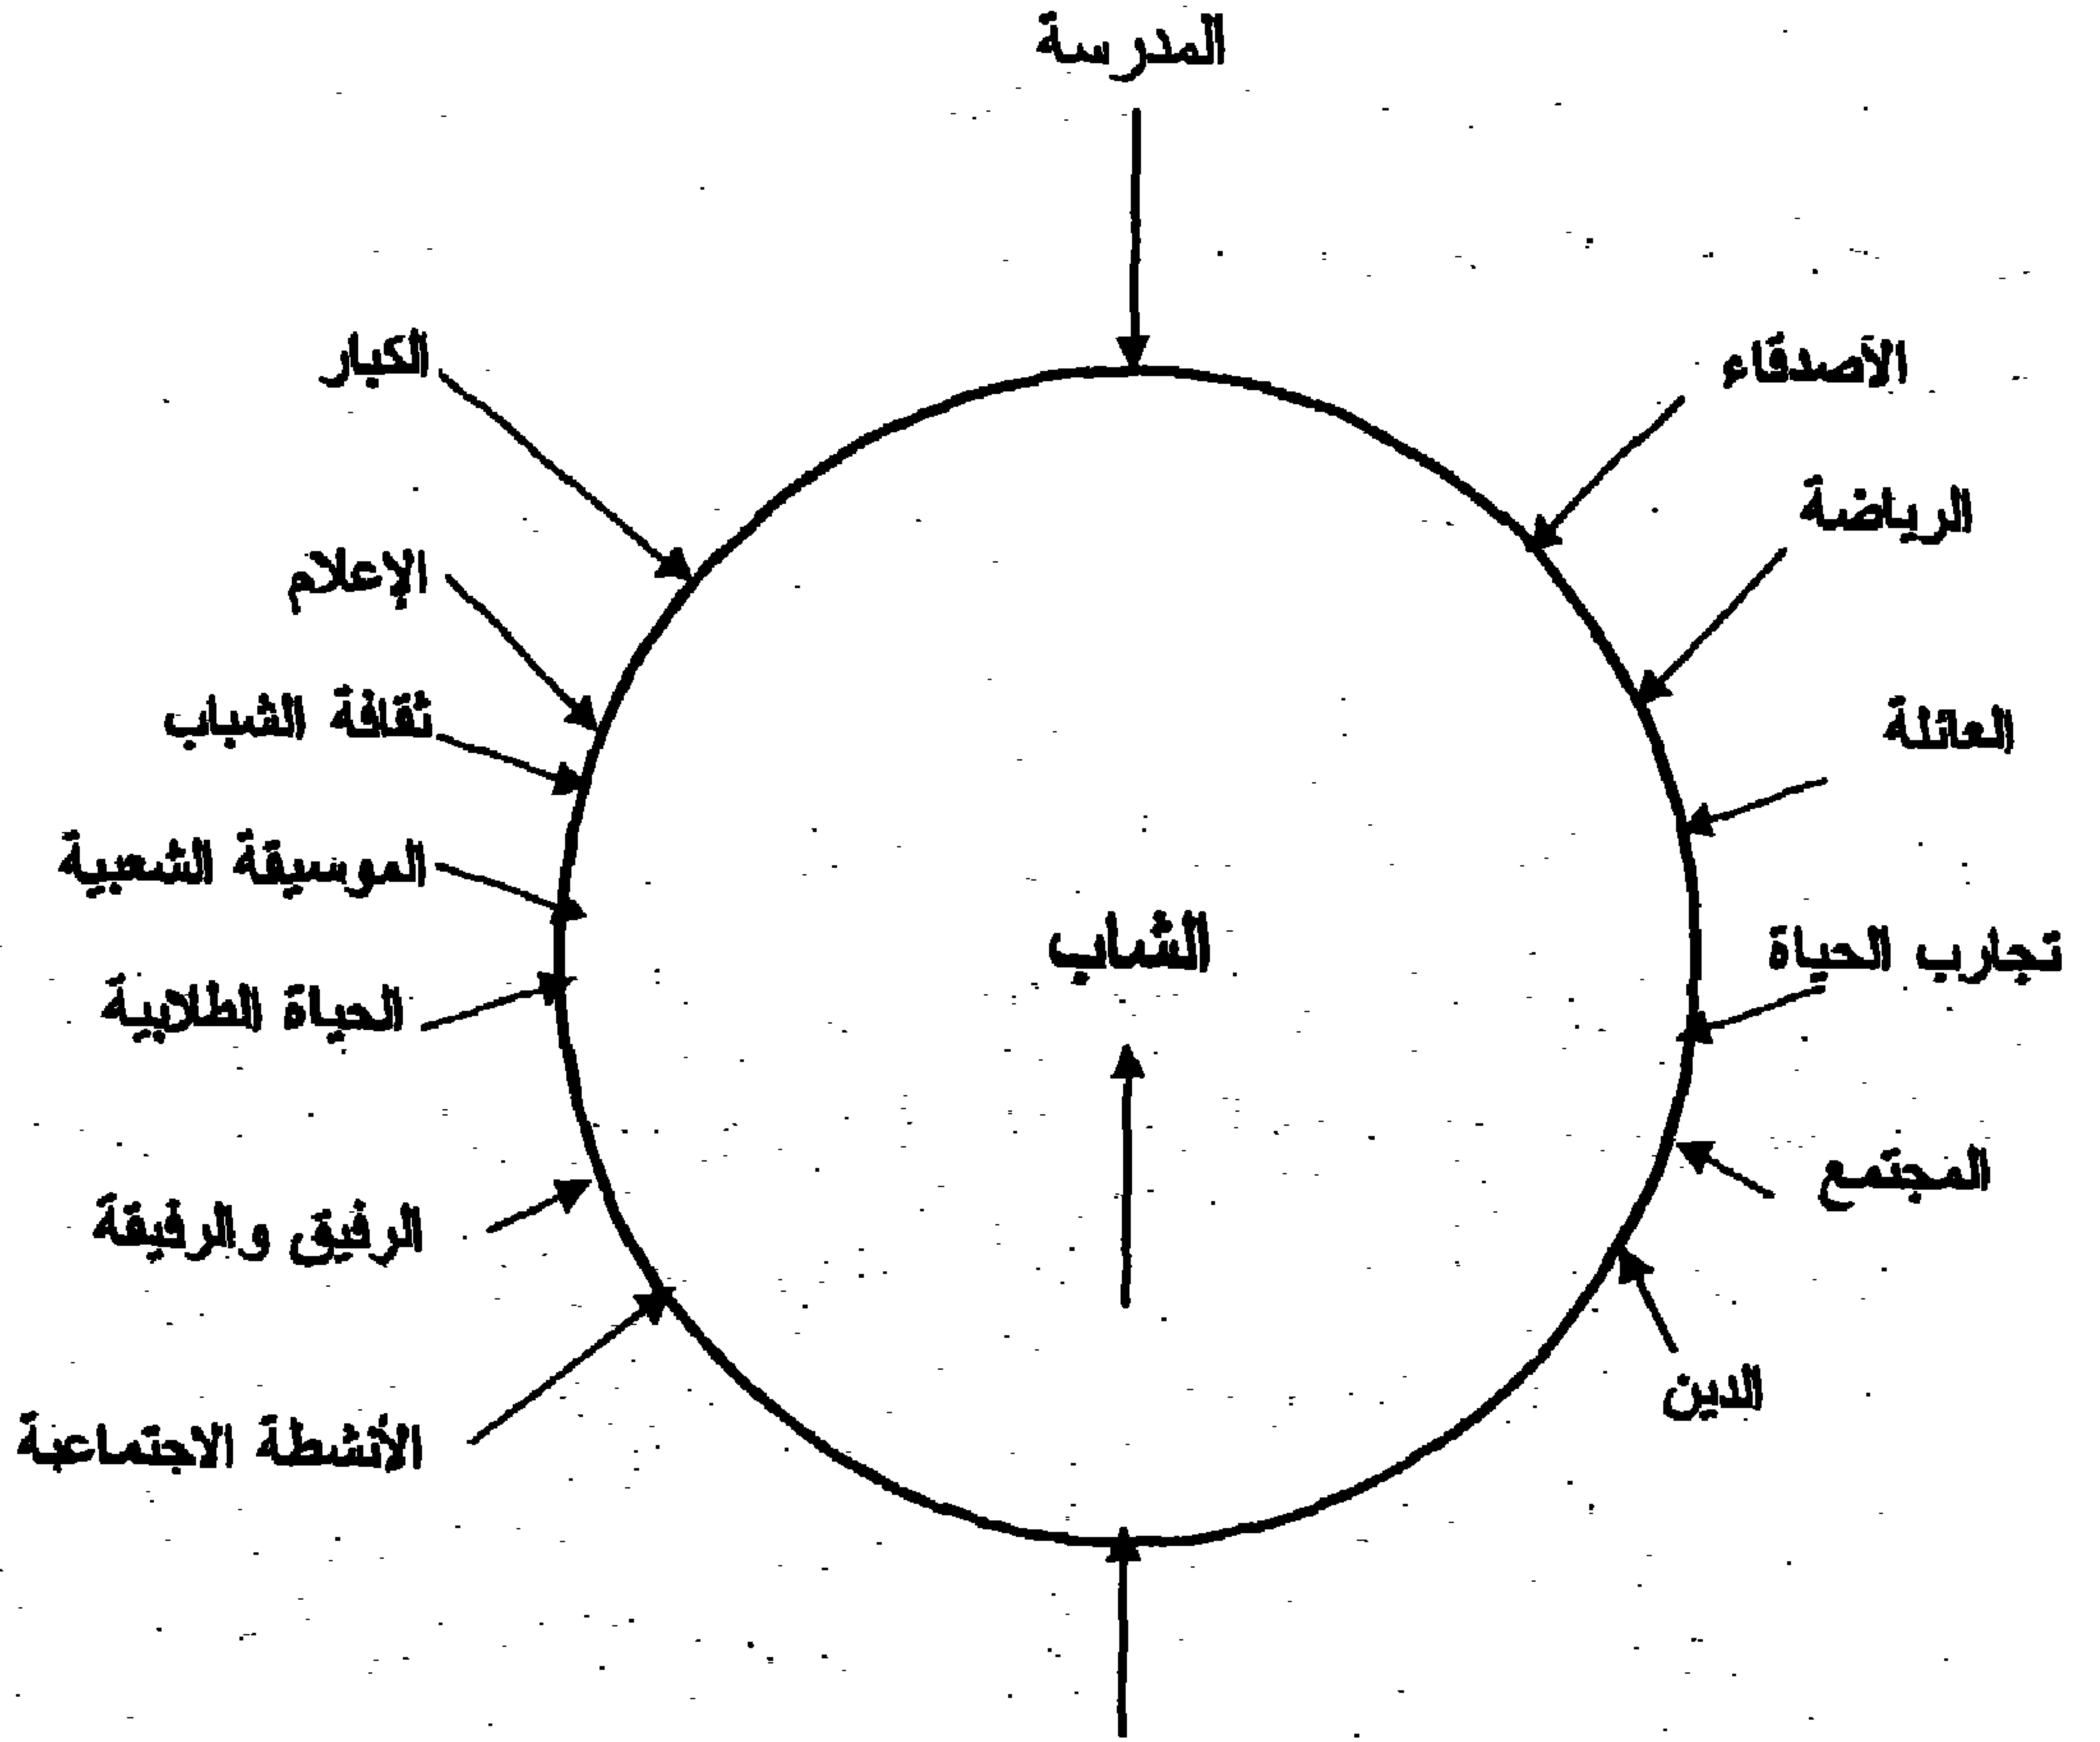 المدرسة
الكبار
الأصدقاء
الرياضة
الإعلام
ثقافة الشباب
العائلة
الموسيقة الشعبية
الشاب
تجارب الحياة
الحياة الطلابية
المجتمع
الرفيق والرفيقة
الدين
الأنشطة الاجتماعية